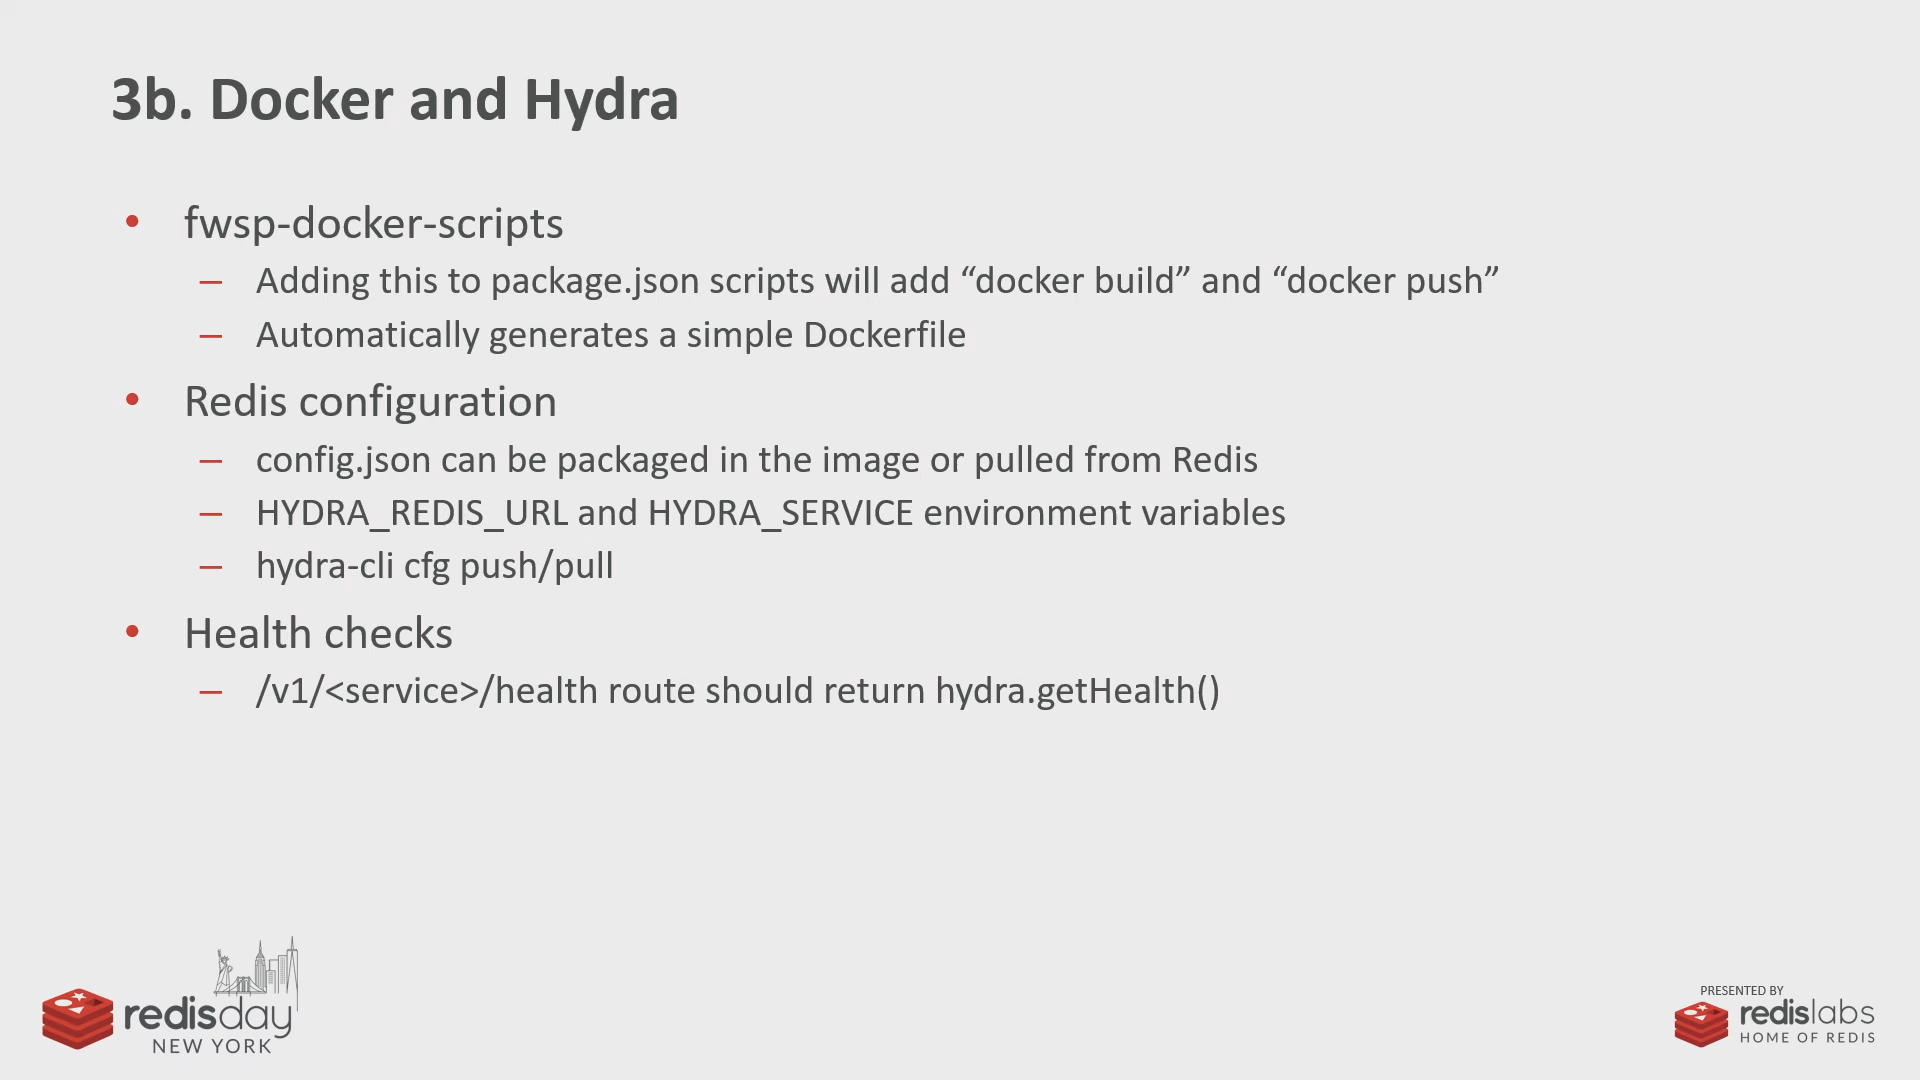 3b. Docker and Hydra
• fwsp-docker-scripts
– Adding this to package.json scripts will add “docker build” and “docker push”
– Automatically generates a simple Dockerfile
• Redis configuration
– config.json can be packaged in the image or pulled from Redis
– HYDRA_REDIS_URL and HYDRA_SERVICE environment variables
– hydra-cli cfg push/pull
• Health checks
– /v1/<service>/health route should return hydra.getHealth()
redisday
NEW YORK
PRESENTED BY
redislabs
HOME OF REDIS